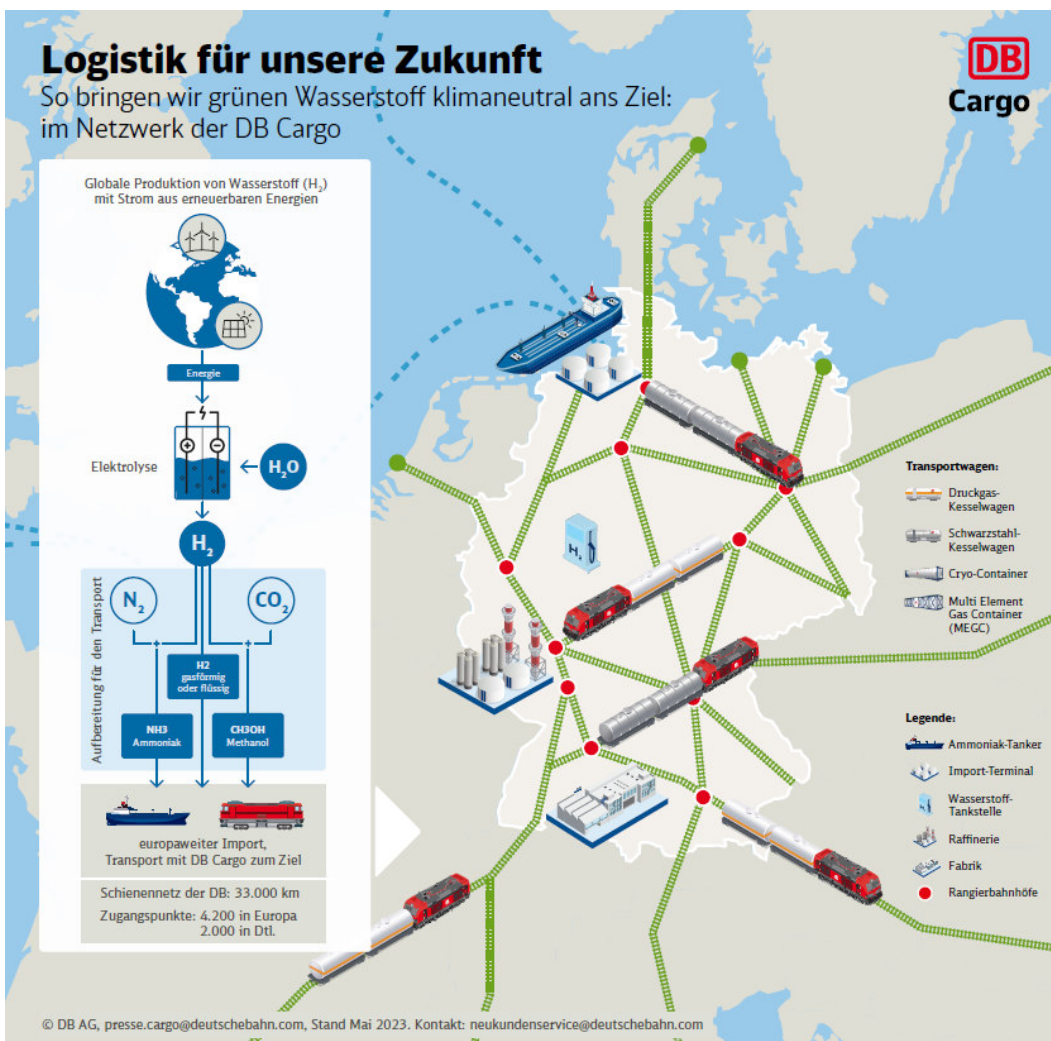 Logistik für unsere Zukunft
So bringen wir grünen Wasserstoff klimaneutral ans Ziel:
im Netzwerk der DB Cargo
DB
Cargo
Globale Produktion von Wasserstoff (H₂)
mit Strom aus erneuerbaren Energien
Energie
+
−
Elektrolyse
H₂O
H₂
Aufbereitung für den Transport
N₂
CO₂
+
+
H2
gasförmig
oder flüssig
NH3
Ammoniak
CH3OH
Methanol
europaweiter Import,
Transport mit DB Cargo zum Ziel
Schienennetz der DB: 33.000 km
Zugangspunkte: 4.200 in Europa
2.000 in Dtl.
H₂
Transportwagen:
Druckgas-
Kesselwagen
Schwarzstahl-
Kesselwagen
Cryo-Container
Multi Element
Gas Container
(MEGC)
Legende:
Ammoniak-Tanker
Import-Terminal
Wasserstoff-
Tankstelle
Raffinerie
Fabrik
Rangierbahnhöfe
© DB AG, presse.cargo@deutschebahn.com, Stand Mai 2023. Kontakt: neukundenservice@deutschebahn.com